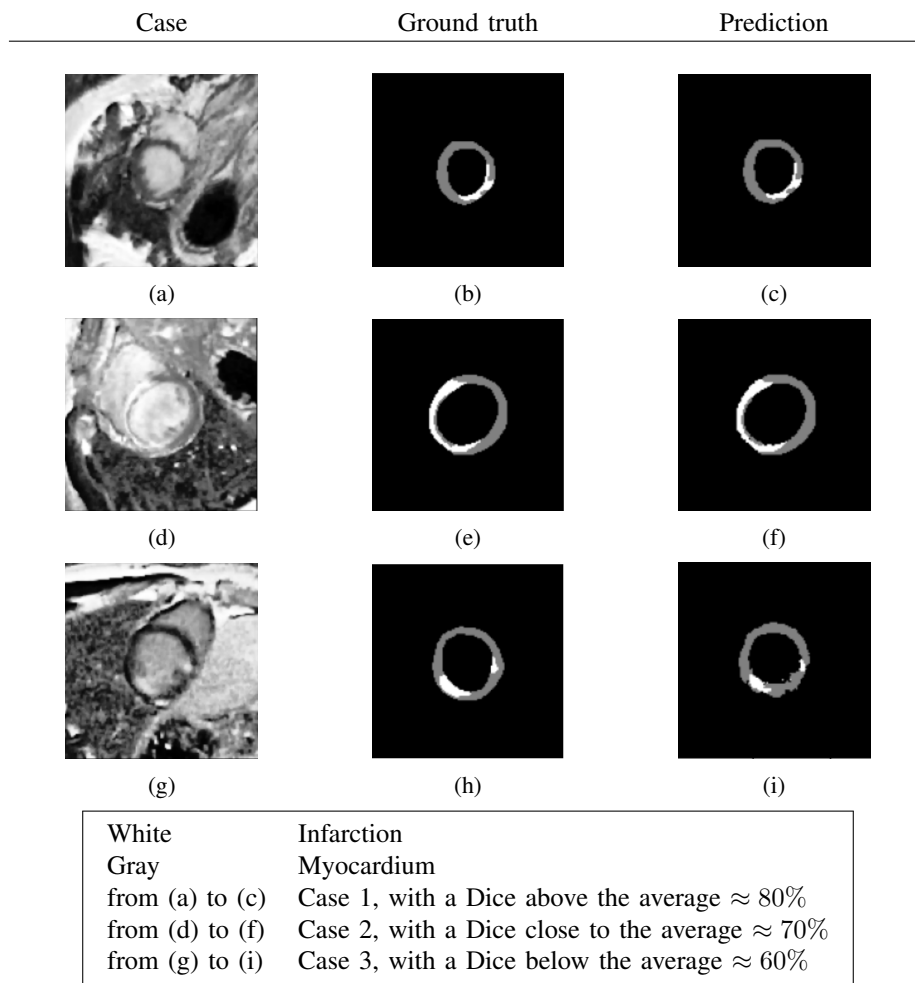 Case Ground truth Prediction
(a) (b) (c)
(d) (e) (f)
(g) (h) (i)
White Infarction
Gray Myocardium
from (a) to (c) Case 1, with a Dice above the average ≈ 80%
from (d) to (f) Case 2, with a Dice close to the average ≈ 70%
from (g) to (i) Case 3, with a Dice below the average ≈ 60%